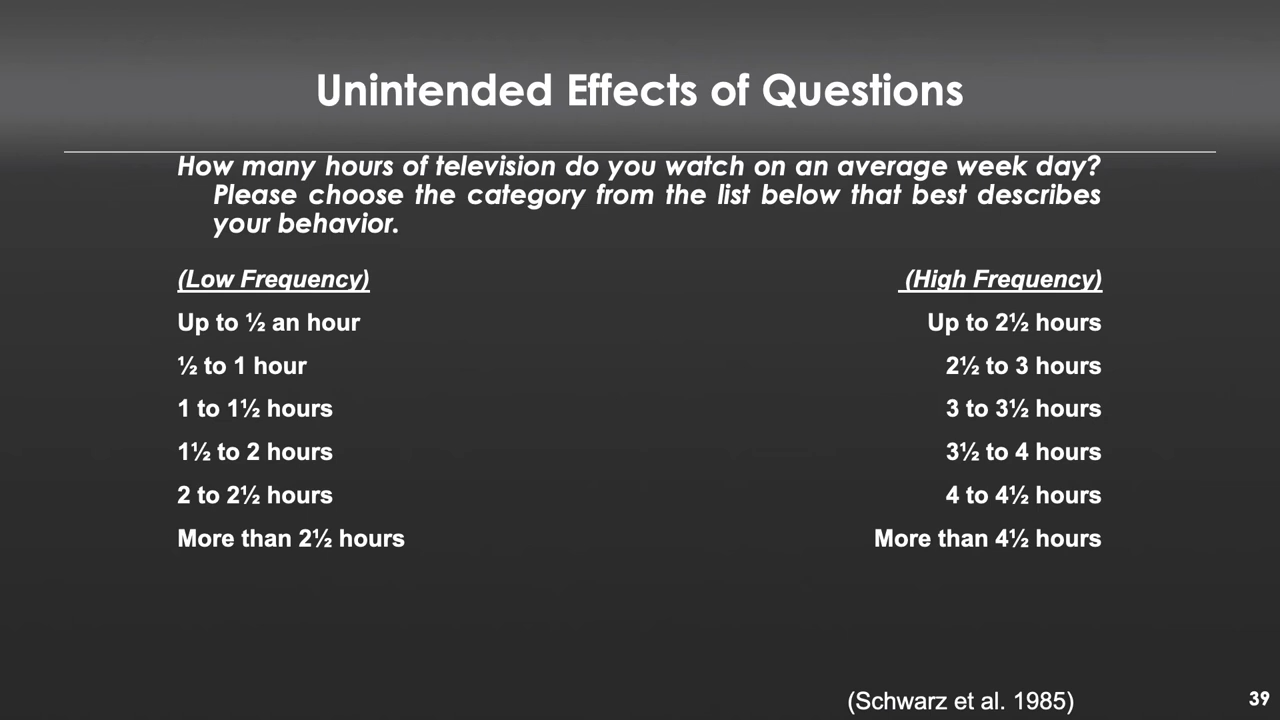 Unintended Effects of Questions
How many hours of television do you watch on an average week day?
Please choose the category from the list below that best describes
your behavior.
(Low Frequency) (High Frequency)
Up to ½ an hour Up to 2½ hours
½ to 1 hour 2½ to 3 hours
1 to 1½ hours 3 to 3½ hours
1½ to 2 hours 3½ to 4 hours
2 to 2½ hours 4 to 4½ hours
More than 2½ hours More than 4½ hours
(Schwarz et al. 1985) 39